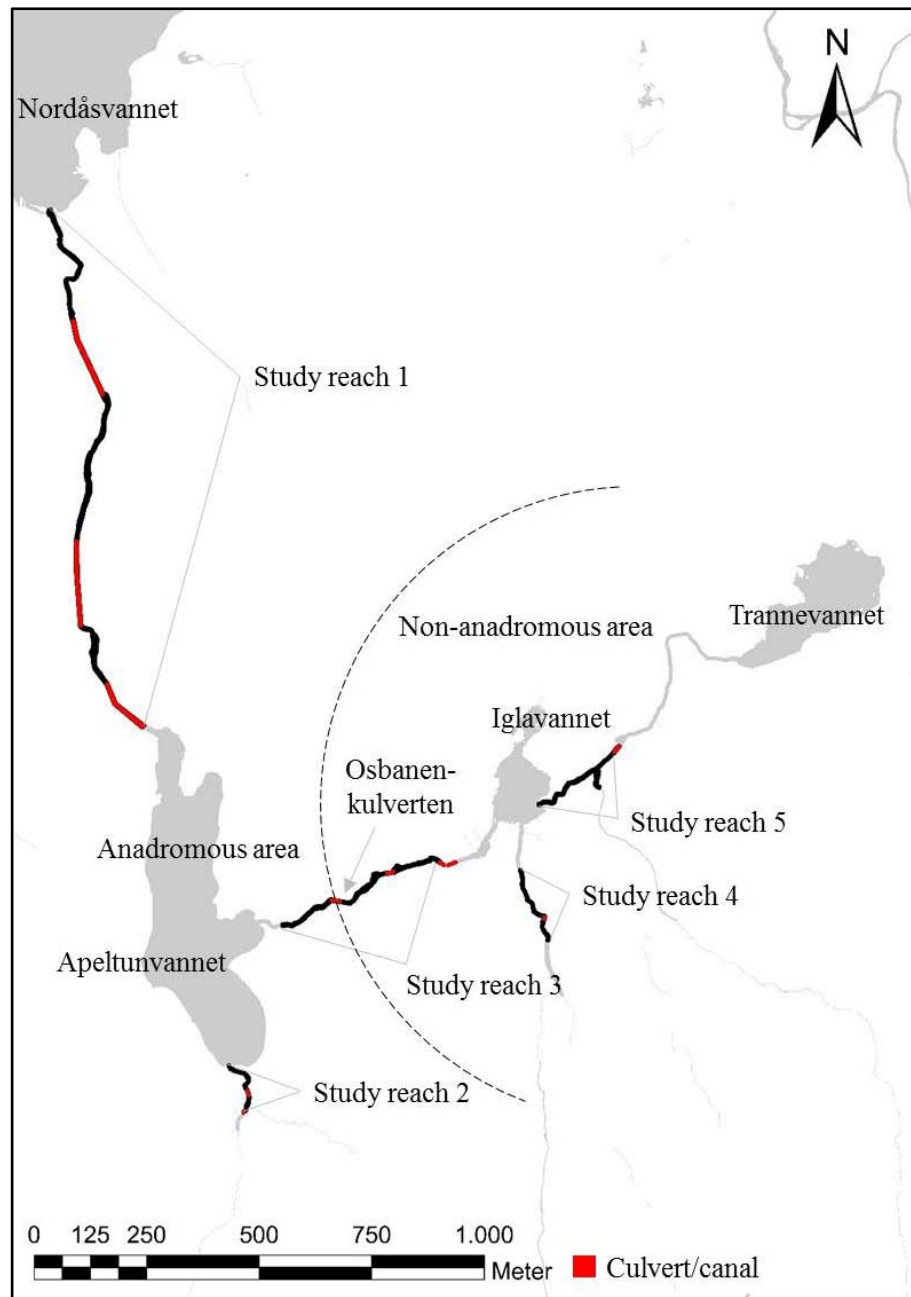 N
Nordåsvannet
Study reach 1
Non-anadromous area
Trannevannet
Iglavannet
Osbanen-
kulverten
Study reach 5
Anadromous area
Study reach 4
Apeltunvannet
Study reach 3
Study reach 2
0 125 250 500 750 1.000
Meter
Culvert/canal